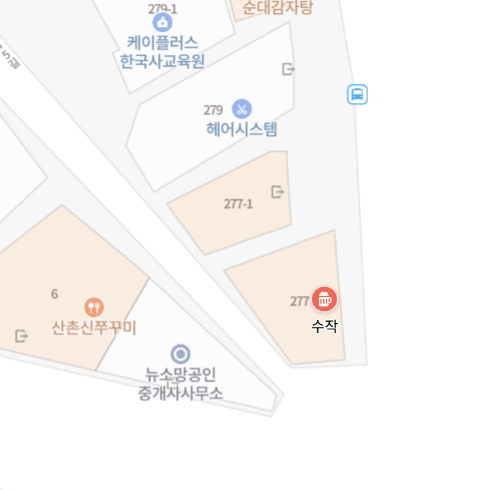 279-1
순대감자탕
케이플러스
한국사교육원
279
헤어시스템
277-1
277
수작
6
산촌신쭈꾸미
뉴소망공인
중개사사무소